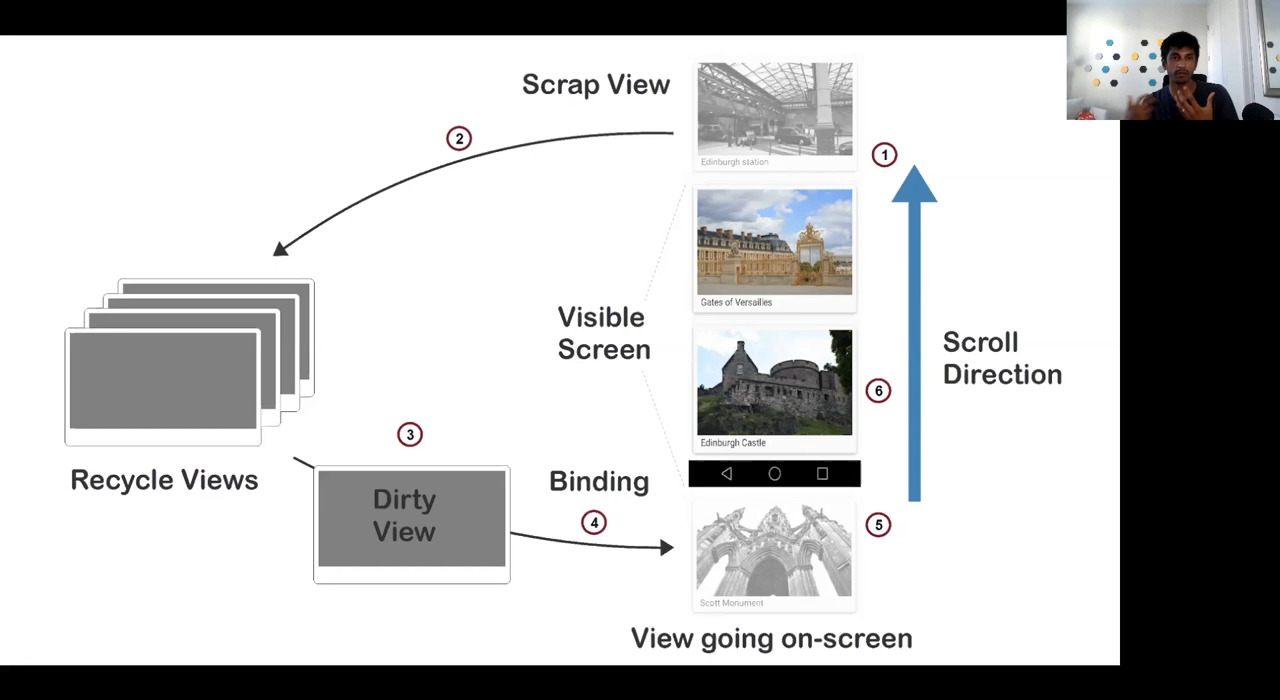 Scrap View
Edinburgh station
1
2
Gates of Versailles
Visible
Screen
Scroll
Direction
6
Edinburgh Castle
3
Recycle Views
Dirty
View
Binding
4
5
Scott Monument
View going on-screen